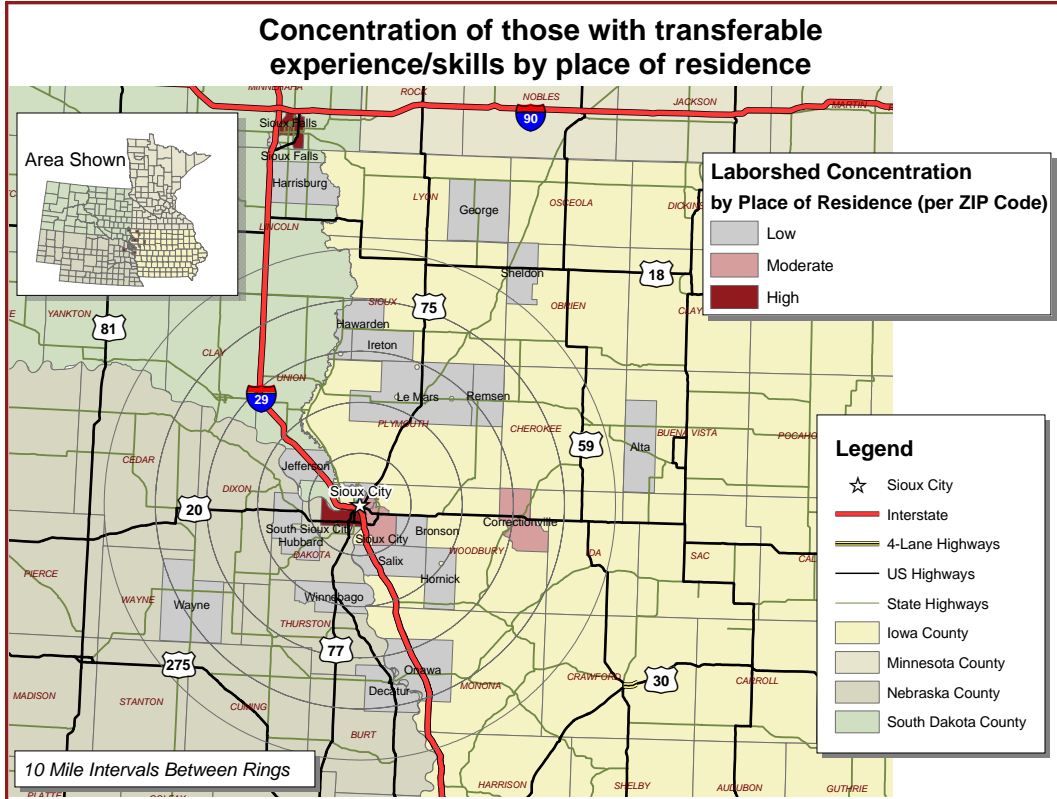 Concentration of those with transferable
experience/skills by place of residence
MINNEHAHA
ROCK
NOBLES
JACKSON
MARTIN
90
Sioux Falls
Sioux Falls
Harrisburg
Area Shown
LYON
George
OSCEOLA
LINCOLN
Laborshed Concentration
by Place of Residence (per ZIP Code)
Low
Moderate
High
Sheldon
18
SIOUX
75
OBRIEN
YANKTON
81
Hawarden
Ireton
CLAY
UNION
29
Le Mars
Remsen
PLYMOUTH
CHEROKEE
59
Alta
BUENA VISTA
CEDAR
Jefferson
DIXON
Sioux City
20
South Sioux City
Hubbard
DAKOTA
Sioux City
Bronson
Correctionville
WOODBURY
IDA
SAC
Salix
Hornick
PIERCE
WAYNE
Wayne
Winnebago
THURSTON
77
275
Onawa
Decatur
MONONA
CRAWFORD
30
CARROLL
MADISON
STANTON
CUMING
BURT
HARRISON
SHELBY
AUDUBON
GUTHRIE
PLATTE
Legend
Sioux City
Interstate
4-Lane Highways
US Highways
State Highways
Iowa County
Minnesota County
Nebraska County
South Dakota County
10 Mile Intervals Between Rings